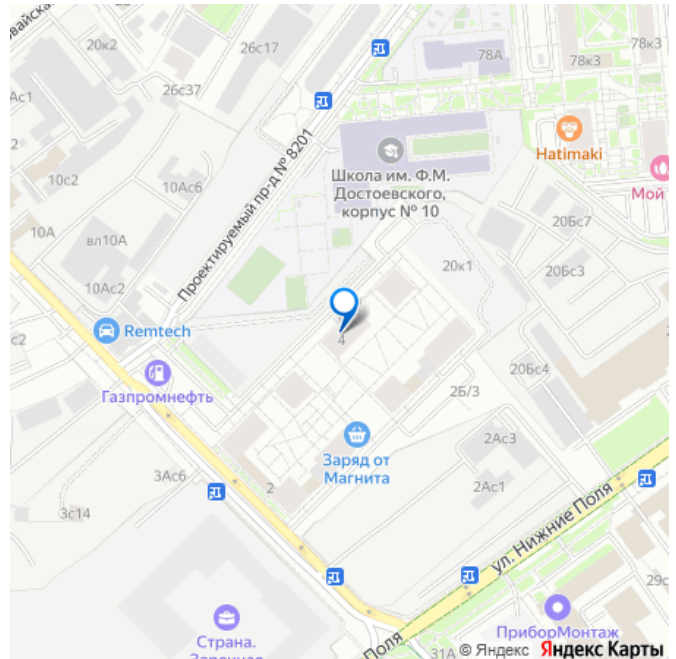 20к2
26с17
26с37
Ас1
78А
78к3
78к3
Hatimaki
Мой
Школа им. Ф.М.
Достоевского,
корпус № 10
Проектируемый пр-д № 8201
10с2
10Ас6
10А
вл10А
10Ас2
с2
20Бс7
20к1
20Бс3
Remtech
4
Газпромнефть
20Бс4
2Б/3
Заряд от
Магнита
2Ас3
3Ас6
2
2Ас1
3с14
ул. Нижние Поля
29с
Страна.
ПриборМонтаж
Поля
31А
© Яндекс Яндекс Карты